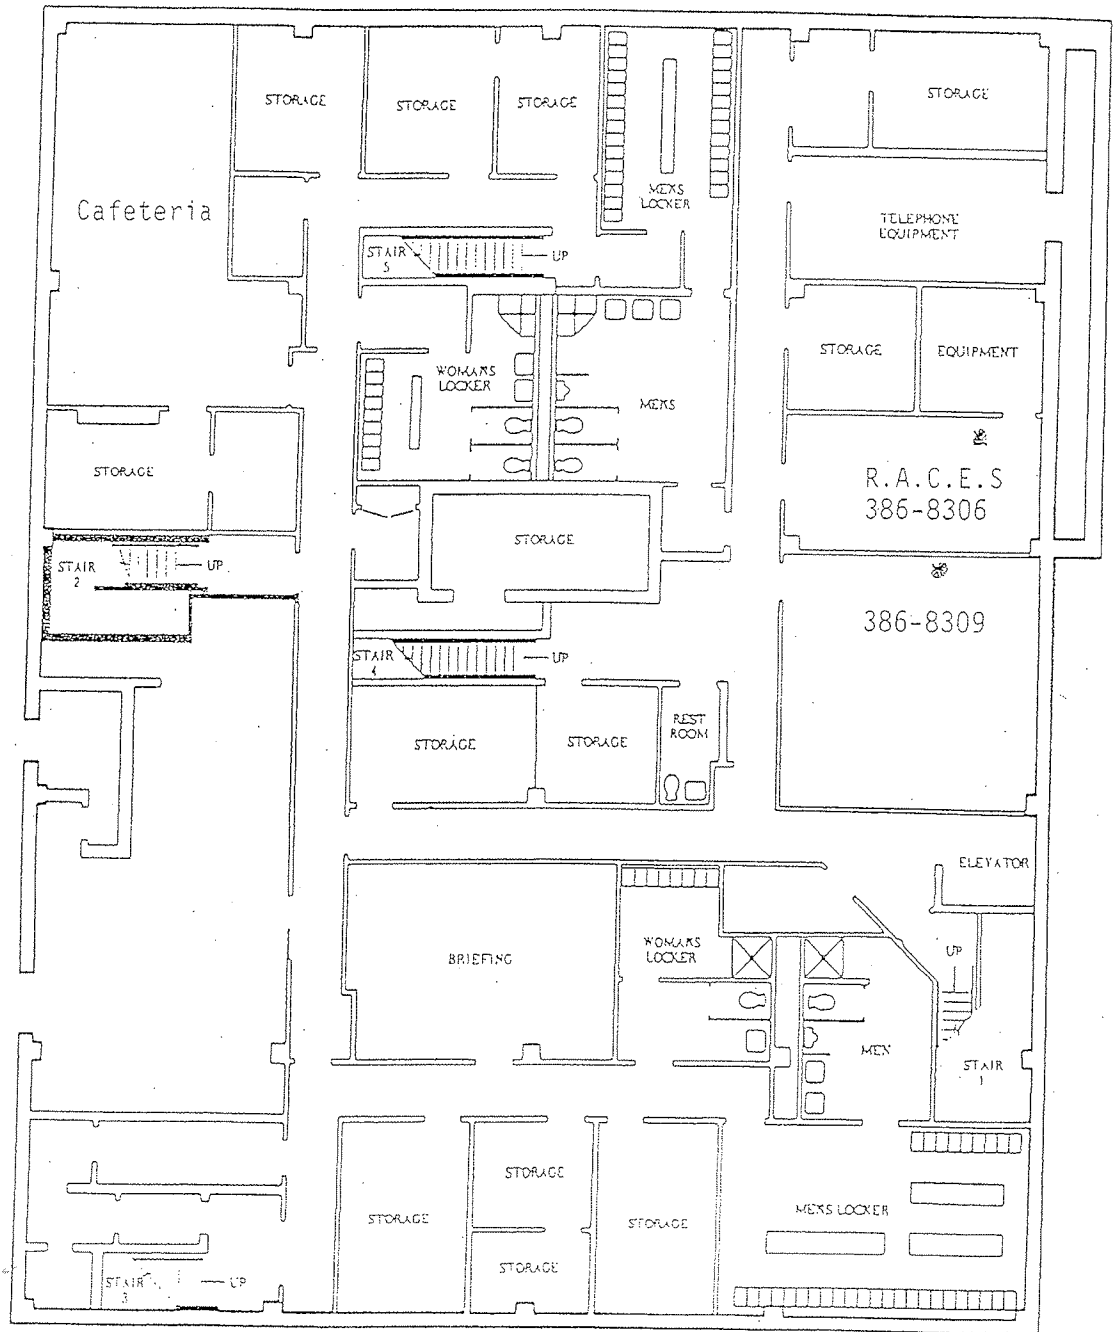 STORAGE
STORAGE
STORAGE
STORAGE
MENS
LOCKER
Cafeteria
TELEPHONE
EQUIPMENT
STAIR
5
UP
STORAGE
EQUIPMENT
WOMANS
LOCKER
MENS
STORAGE
R.A.C.E.S
386-8306
STORAGE
STAIR
2
UP
386-8309
STAIR
4
UP
STORAGE
STORAGE
REST
ROOM
ELEVATOR
BRIEFING
WOMANS
LOCKER
UP
MEN
STAIR
1
STORAGE
STORAGE
STORAGE
MENS LOCKER
STORAGE
STAIR
3
UP